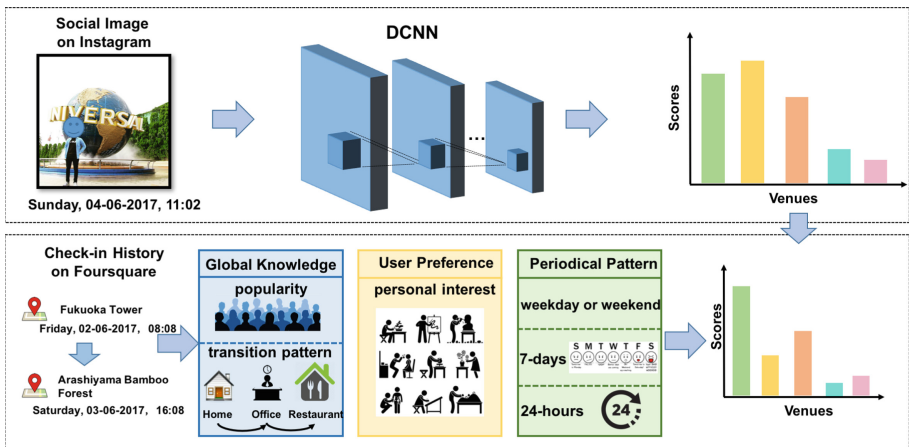 Social Image
on Instagram
UNIVERSAL
Sunday, 04-06-2017, 11:02
DCNN
...
Scores
Venues
Check-in History
on Foursquare
Fukuoka Tower
Friday, 02-06-2017, 08:08
Arashiyama Bamboo
Forest
Saturday, 03-06-2017, 16:08
Global Knowledge
popularity
transition pattern
Home Office Restaurant
User Preference
personal interest
Periodical Pattern
weekday or weekend
7-days
S M T W T F S
24-hours
24
Scores
Venues